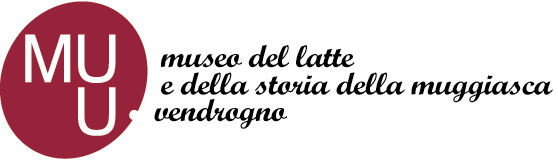 MU
U.
museo del latte
e della storia della muggiasca
vendrogno